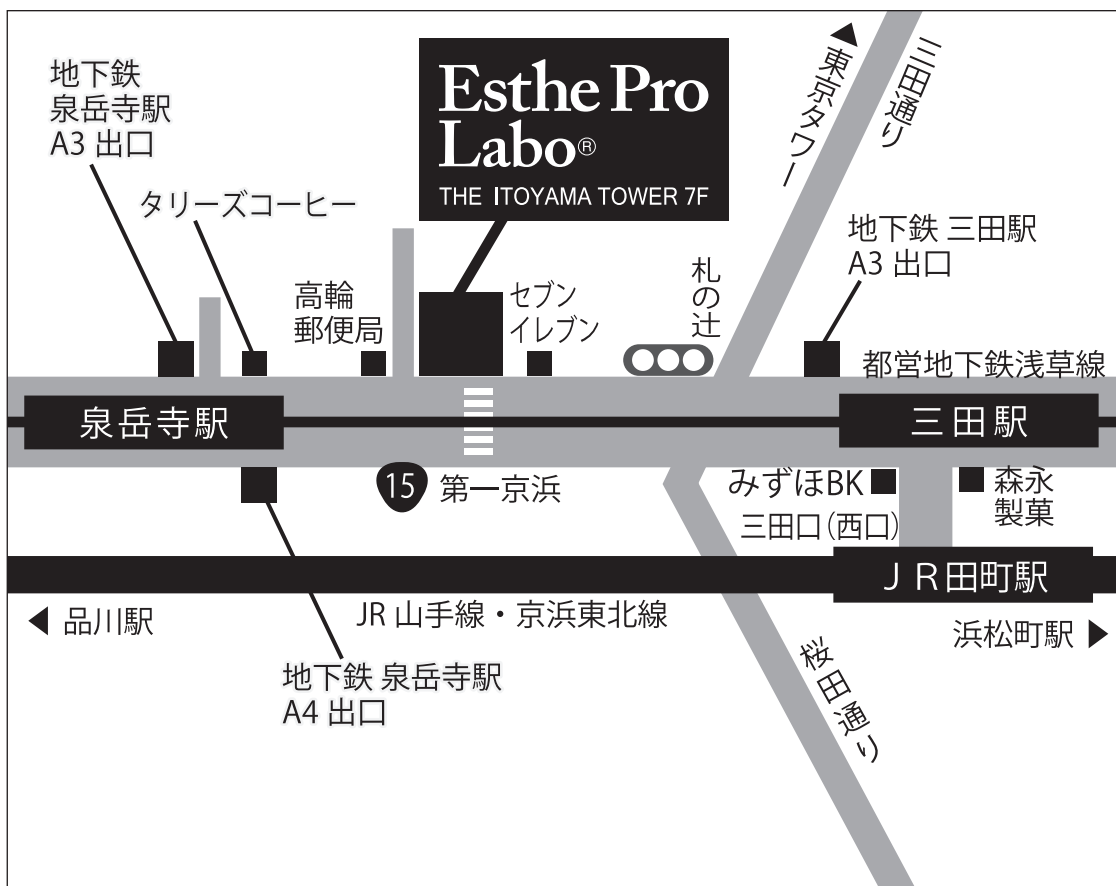 地下鉄
泉岳寺駅
A3 出口
タリーズコーヒー
Esthe Pro
Labo®
THE ITOYAMA TOWER 7F
▲東京タワー
三田通り
地下鉄 三田駅
A3 出口
高輪
郵便局
セブン
イレブン
札の辻
都営地下鉄浅草線
泉岳寺駅
三田駅
15 第一京浜
みずほBK
森永
製菓
三田口(西口)
JR田町駅
◀ 品川駅
JR 山手線・京浜東北線
浜松町駅 ▶
地下鉄 泉岳寺駅
A4 出口
桜田通り